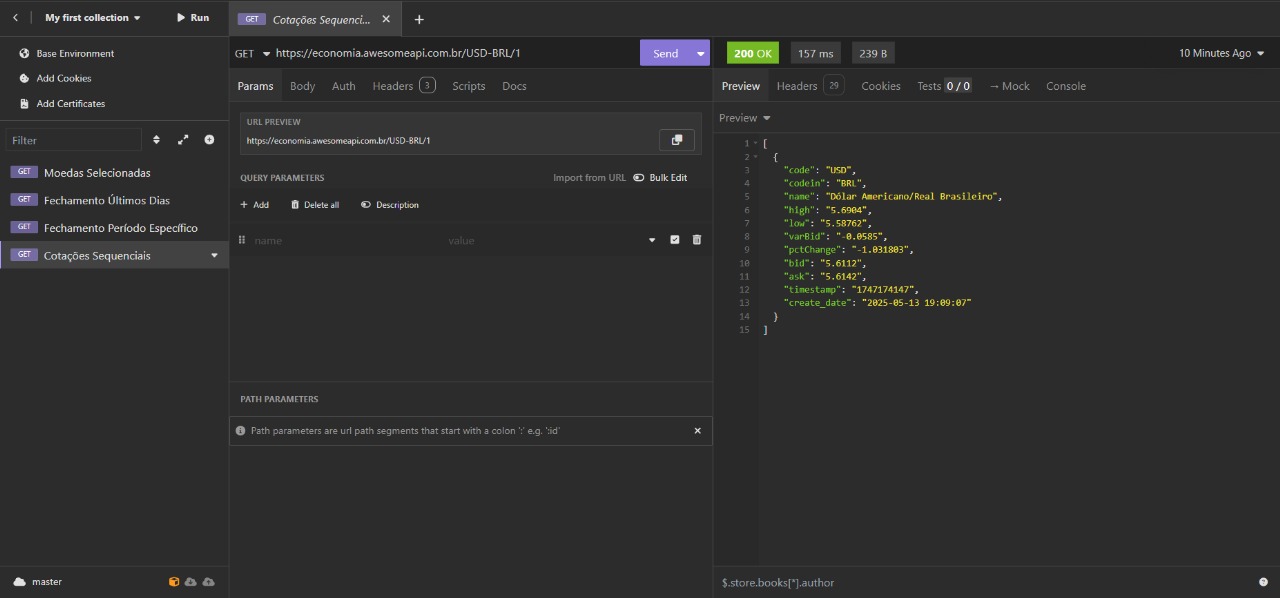 My first collection
Run
Base Environment
Add Cookies
Add Certificates
Filter
GET Moedas Selecionadas
GET Fechamento Últimos Dias
GET Fechamento Período Específico
GET Cotações Sequenciais
master
GET Cotações Sequenci...
GET https://economia.awesomeapi.com.br/USD-BRL/1
Send
Params Body Auth Headers 3 Scripts Docs
URL PREVIEW
https://economia.awesomeapi.com.br/USD-BRL/1
QUERY PARAMETERS
Import from URL Bulk Edit
Add Delete all Description
name value
PATH PARAMETERS
Path parameters are url path segments that start with a colon ':' e.g. ':id'
200 OK 157 ms 239 B 10 Minutes Ago
Preview Headers 29 Cookies Tests 0 / 0 → Mock Console
Preview
1 [
2 {
3 "code": "USD",
4 "codein": "BRL",
5 "name": "Dólar Americano/Real Brasileiro",
6 "high": "5.6904",
7 "low": "5.58762",
8 "varBid": "-0.0585",
9 "pctChange": "-1.031803",
10 "bid": "5.6112",
11 "ask": "5.6142",
12 "timestamp": "1747174147",
13 "create_date": "2025-05-13 19:09:07"
14 }
15 ]
$.store.books[*].author